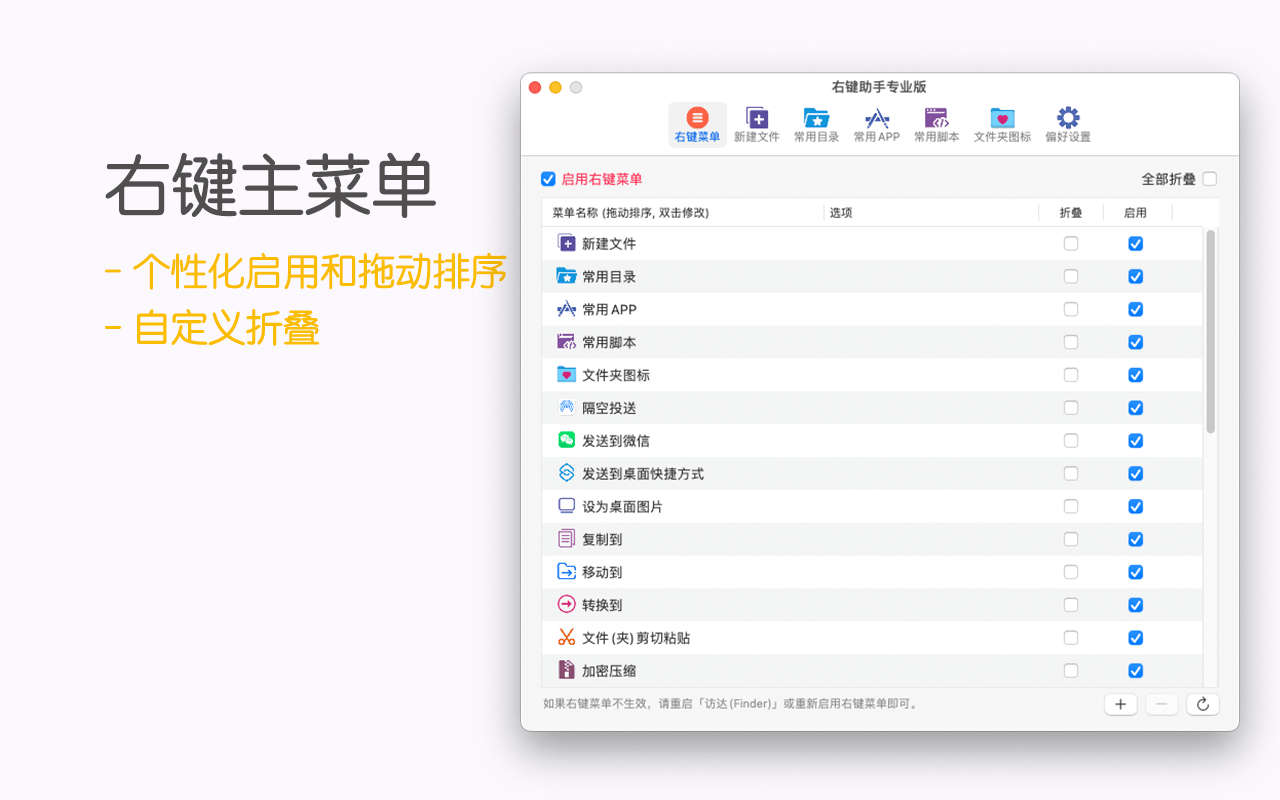 右键主菜单
- 个性化启用和拖动排序
- 自定义折叠
右键助手专业版
右键菜单 新建文件 常用目录 常用APP 常用脚本 文件夹图标 偏好设置
启用右键菜单 全部折叠
菜单名称 (拖动排序, 双击修改) 选项 折叠 启用
新建文件
常用目录
常用APP
常用脚本
文件夹图标
隔空投送
发送到微信
发送到桌面快捷方式
设为桌面图片
复制到
移动到
转换到
文件(夹)剪切粘贴
加密压缩
如果右键菜单不生效，请重启「访达(Finder)」或重新启用右键菜单即可。